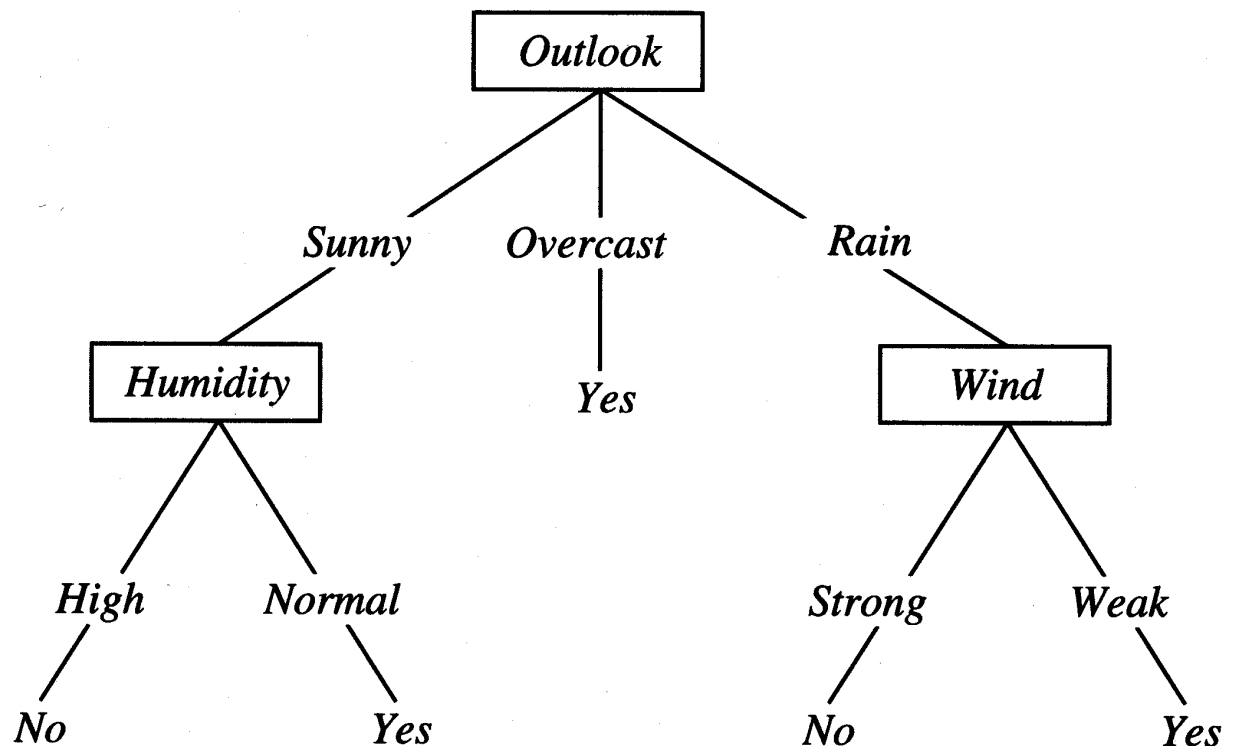 Outlook
Sunny Overcast Rain
Humidity Yes Wind
High Normal Strong Weak
No Yes No Yes